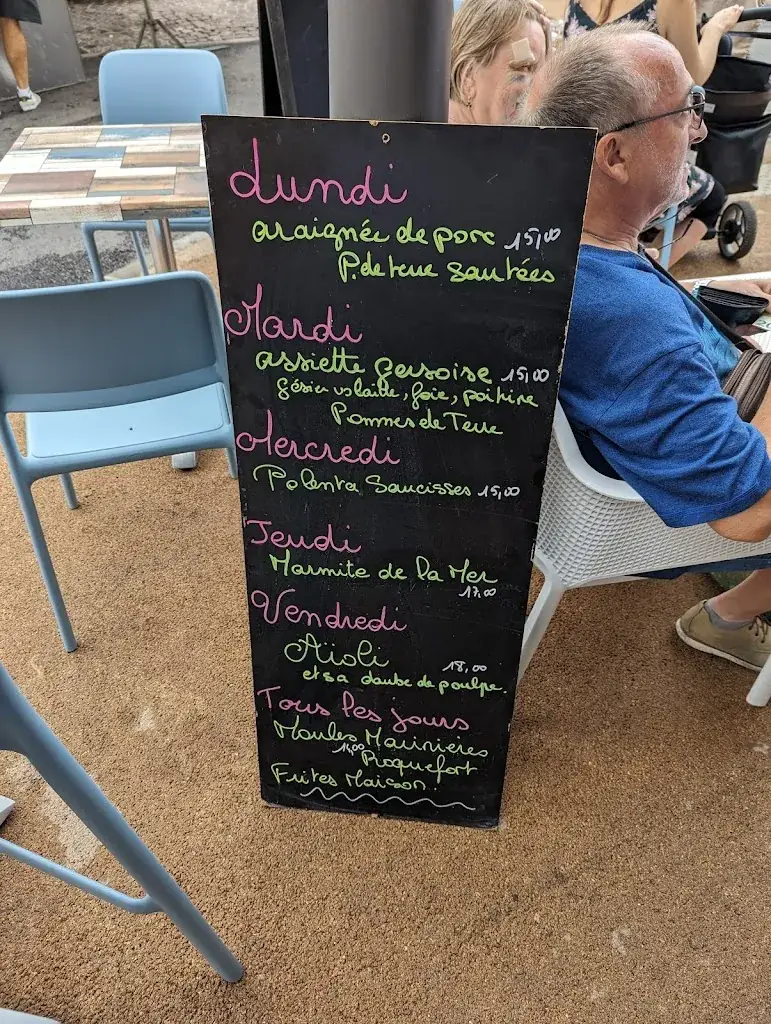 Lundi
araignée de porc 15,00
P. de terre sautées
Mardi
assiette gersoise 15,00
gésier volaille, foie, poitrine
Pommes de Terre
Mercredi
Polenta Saucisses 15,00
Jeudi
Marmite de la Mer
17,00
Vendredi
Aïoli
18,00
et sa daube de poulpe.
Tous les jours
Moules Marinières
14,00 Roquefort
Frites Maison.